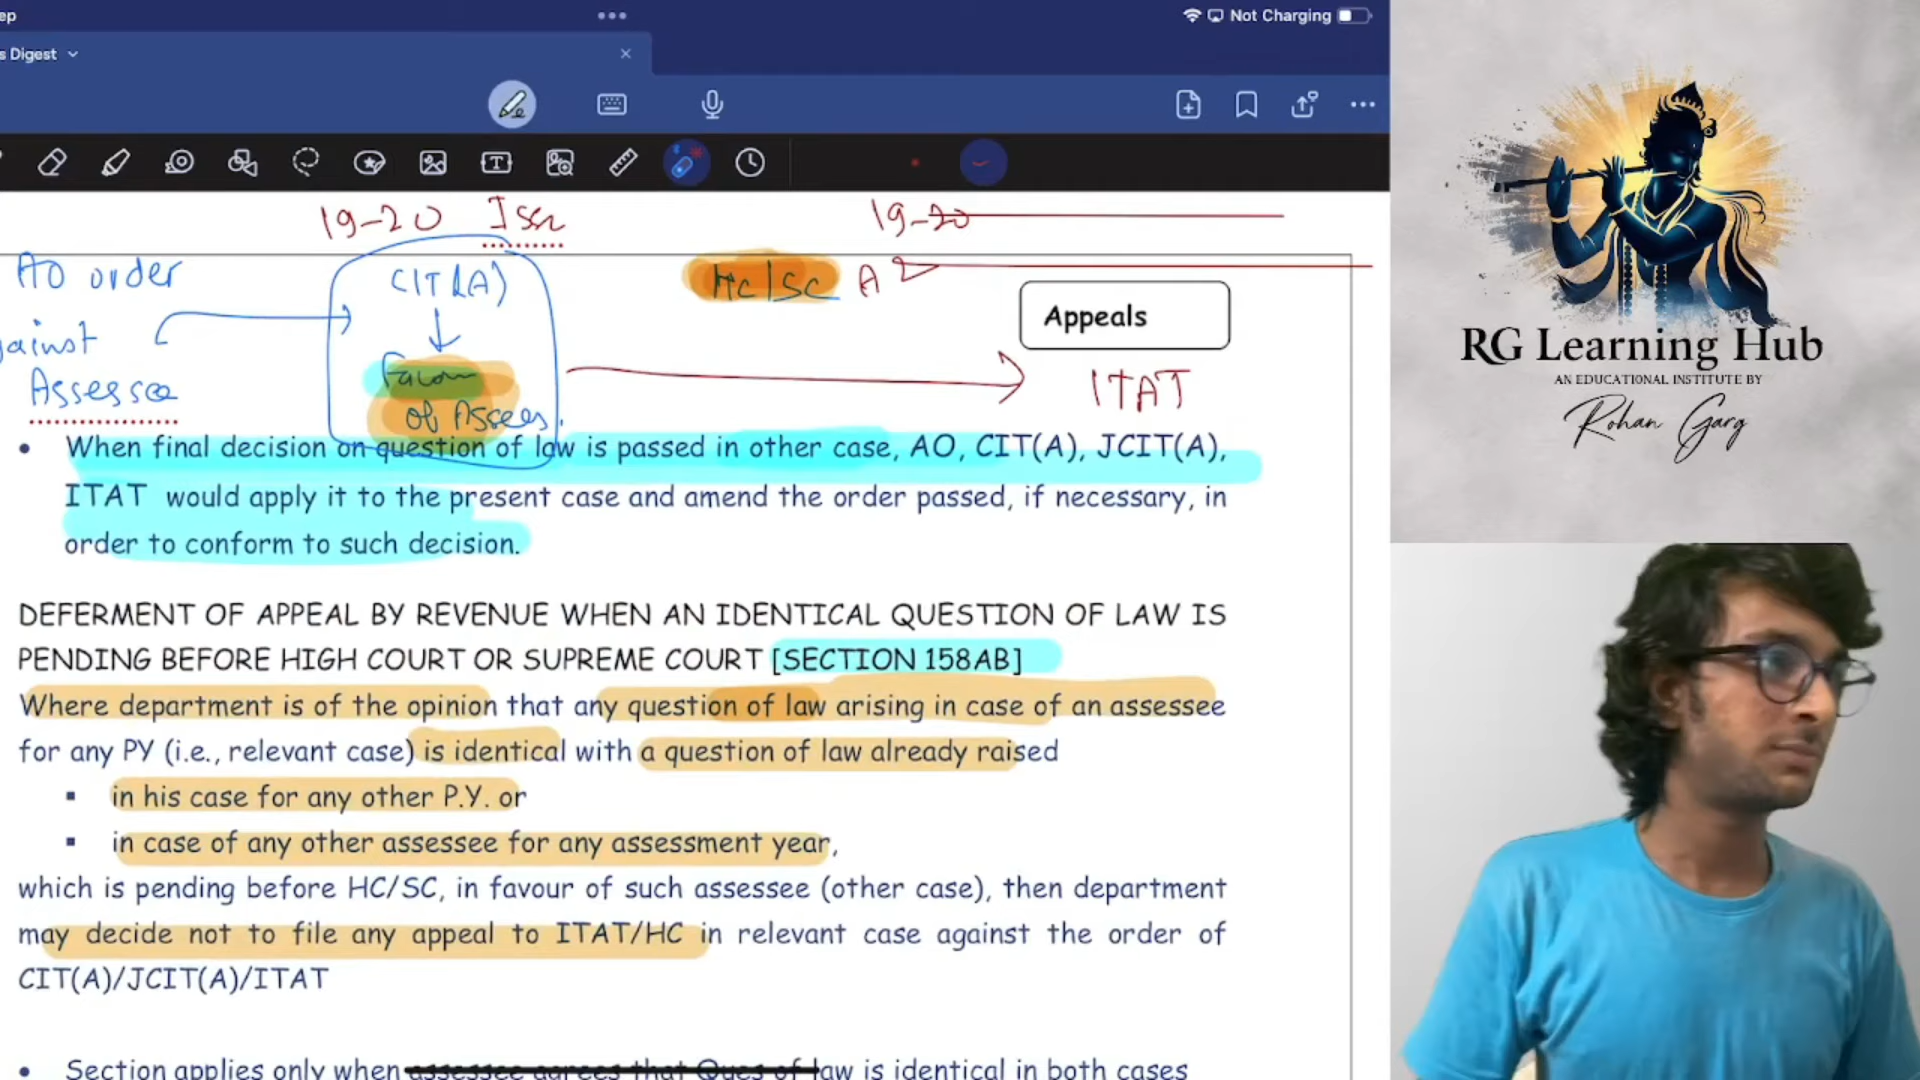 ep
Not Charging
s Digest
19-20 Issu
19-20
AO order
CIT(A)
HC/SC A2
Appeals
gainst
Assessee
Favour
of Assess.
ITAT
• When final decision on question of law is passed in other case, AO, CIT(A), JCIT(A),
ITAT would apply it to the present case and amend the order passed, if necessary, in
order to conform to such decision.
DEFERMENT OF APPEAL BY REVENUE WHEN AN IDENTICAL QUESTION OF LAW IS
PENDING BEFORE HIGH COURT OR SUPREME COURT [SECTION 158AB]
Where department is of the opinion that any question of law arising in case of an assessee
for any PY (i.e., relevant case) is identical with a question of law already raised
▪ in his case for any other P.Y. or
▪ in case of any other assessee for any assessment year,
which is pending before HC/SC, in favour of such assessee (other case), then department
may decide not to file any appeal to ITAT/HC in relevant case against the order of
CIT(A)/JCIT(A)/ITAT
• Section applies only when assessee agrees that Ques of law is identical in both cases
RG Learning Hub
AN EDUCATIONAL INSTITUTE BY
Rohan Garg